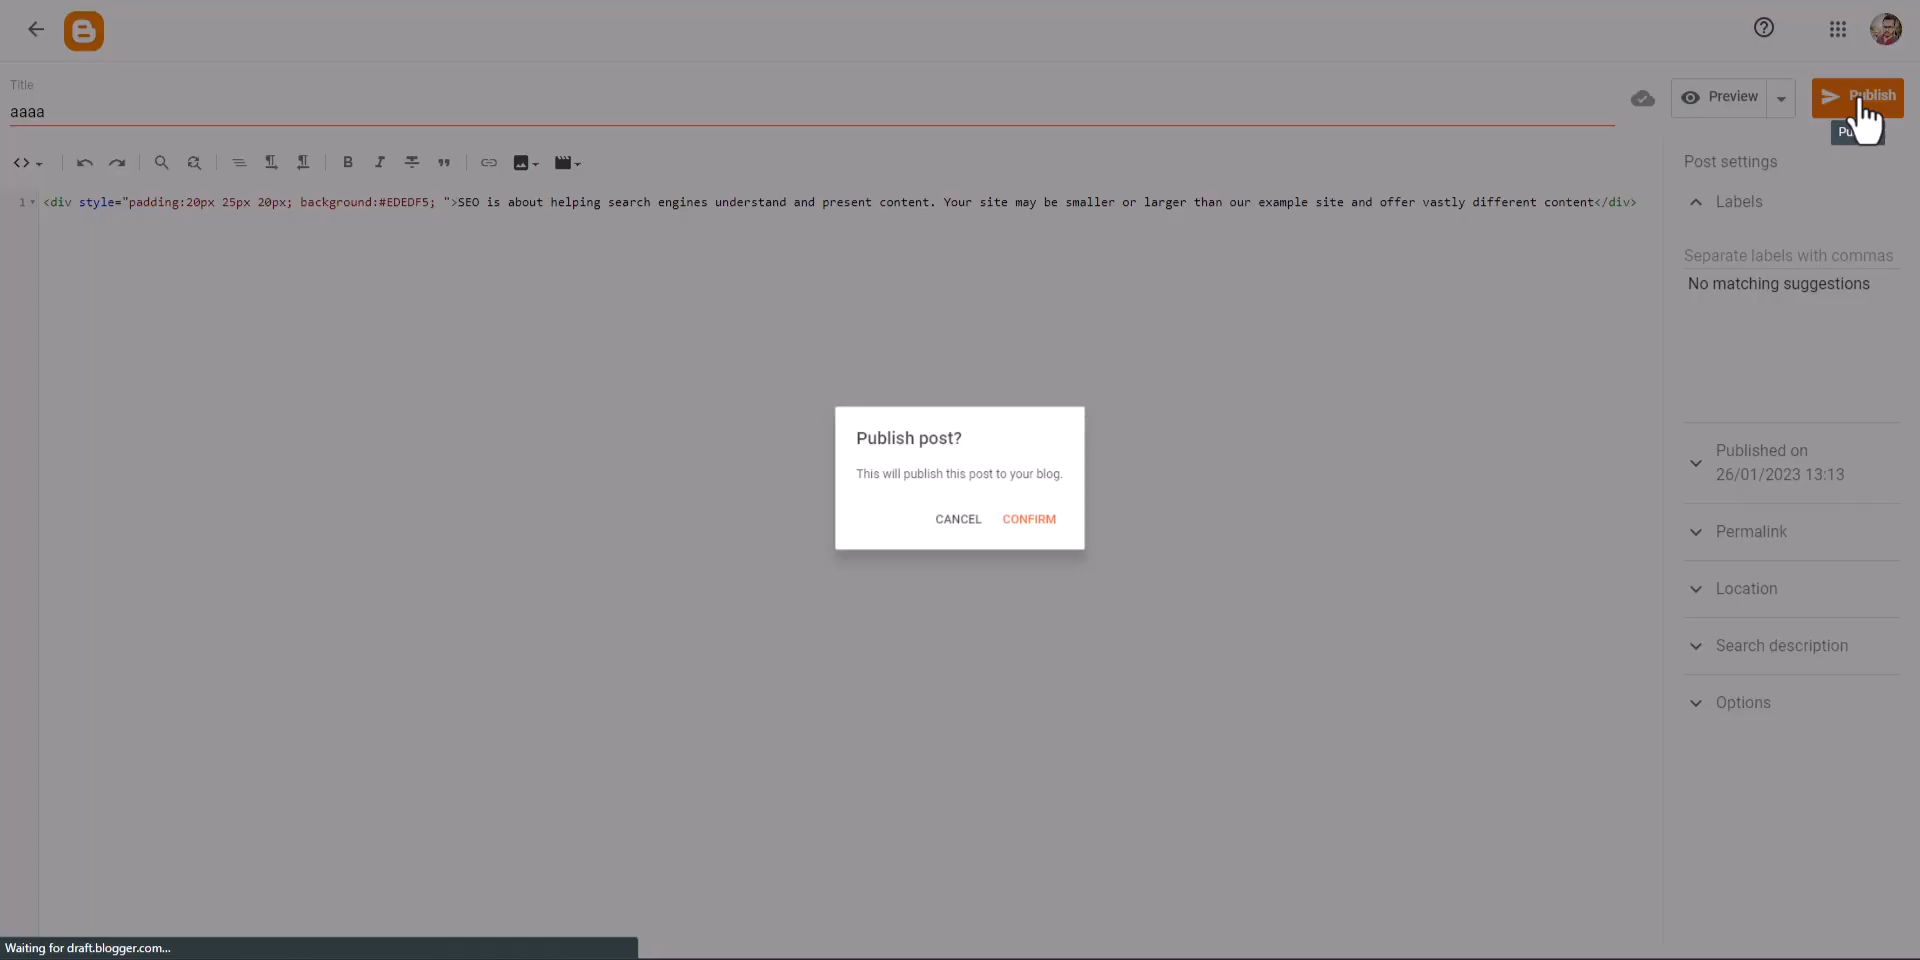 Title
aaaa
Preview
Publish
Post settings
1 <div style="padding:20px 25px 20px; background:#EDEDF5; ">SEO is about helping search engines understand and present content. Your site may be smaller or larger than our example site and offer vastly different content</div>
Labels
Separate labels with commas
No matching suggestions
Publish post?
This will publish this post to your blog.
CANCEL CONFIRM
Published on
26/01/2023 13:13
Permalink
Location
Search description
Options
Waiting for draft.blogger.com...